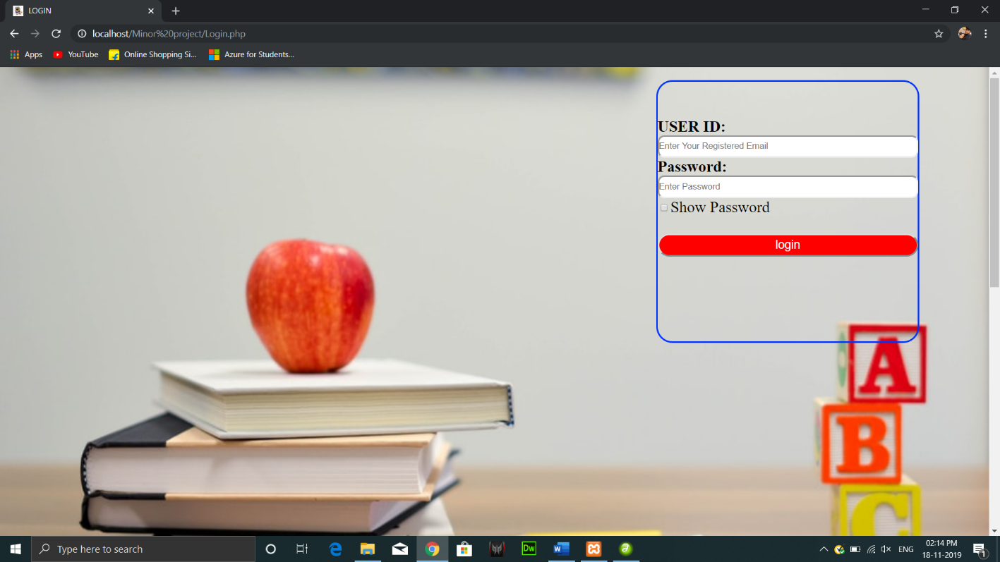 LOGIN
localhost/Minor%20project/Login.php
Apps
YouTube
Online Shopping Si...
Azure for Students...
USER ID:
Enter Your Registered Email
Password:
Enter Password
Show Password
login
A
B
C
Type here to search
Dw
W
ENG
02:14 PM
18-11-2019
1